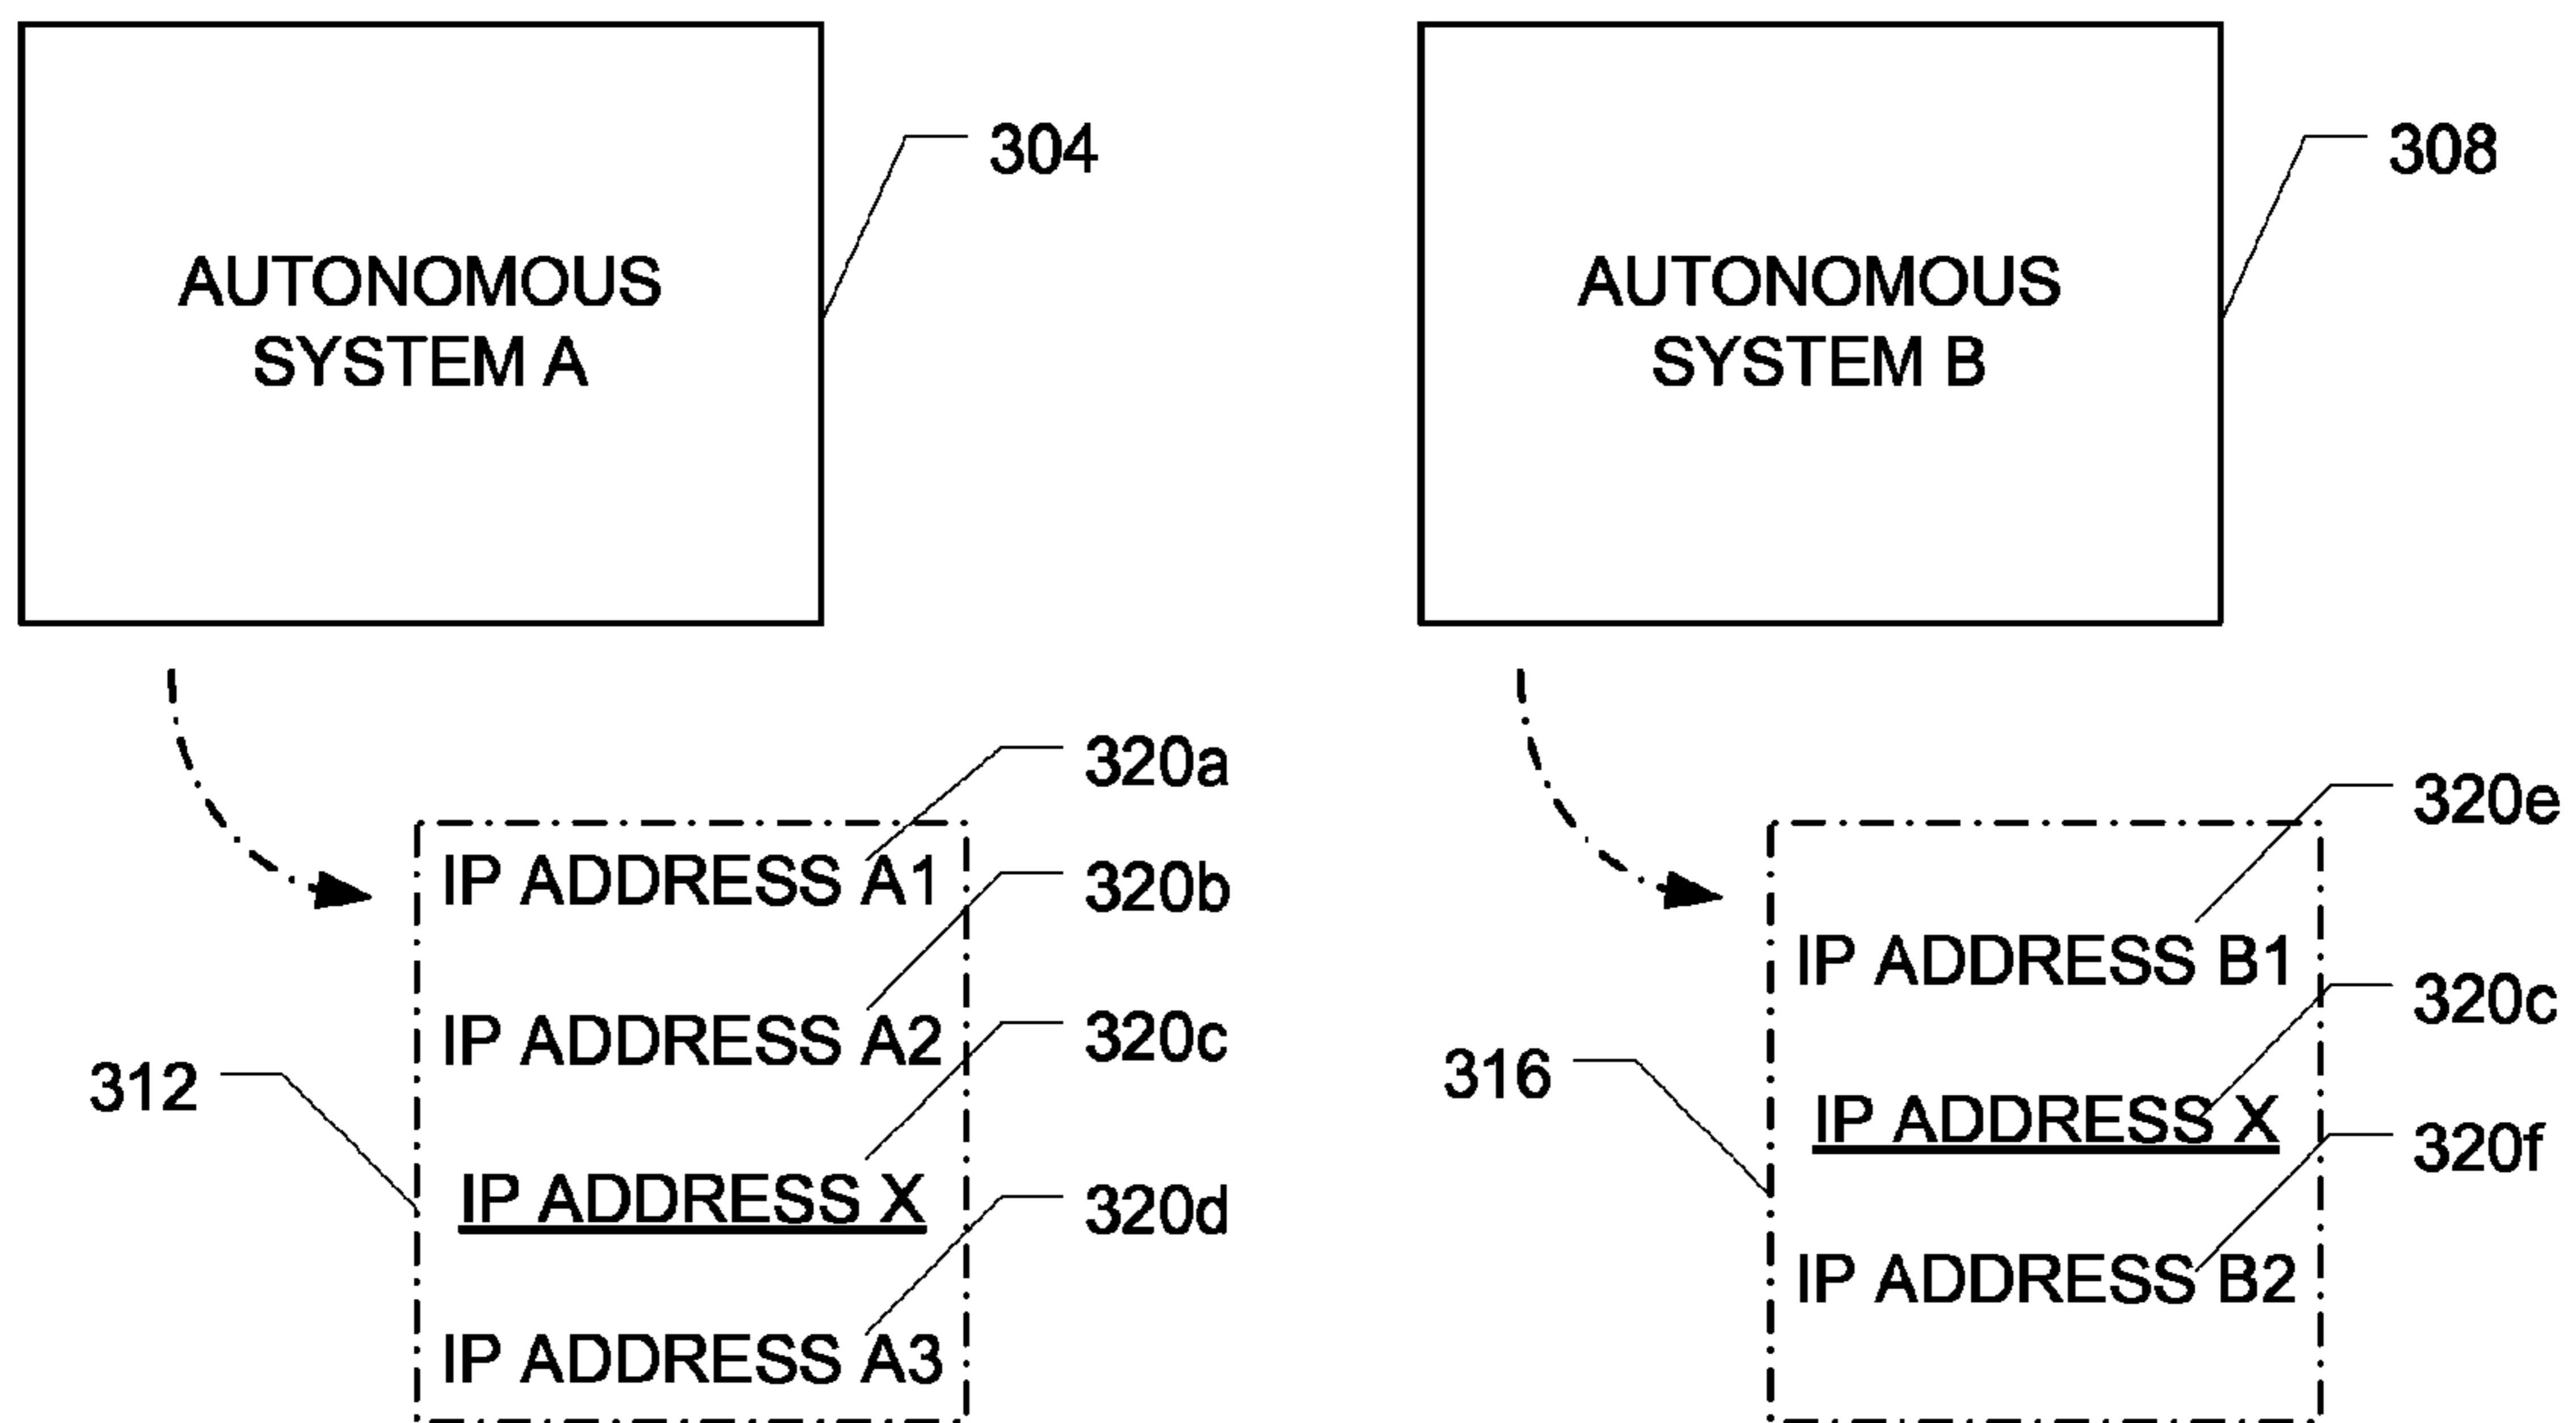 AUTONOMOUS
SYSTEM A
304
AUTONOMOUS
SYSTEM B
308
320a
IP ADDRESS A1
320b
IP ADDRESS A2
320c
312
IP ADDRESS X
320d
IP ADDRESS A3
320e
IP ADDRESS B1
320c
316
IP ADDRESS X
320f
IP ADDRESS B2